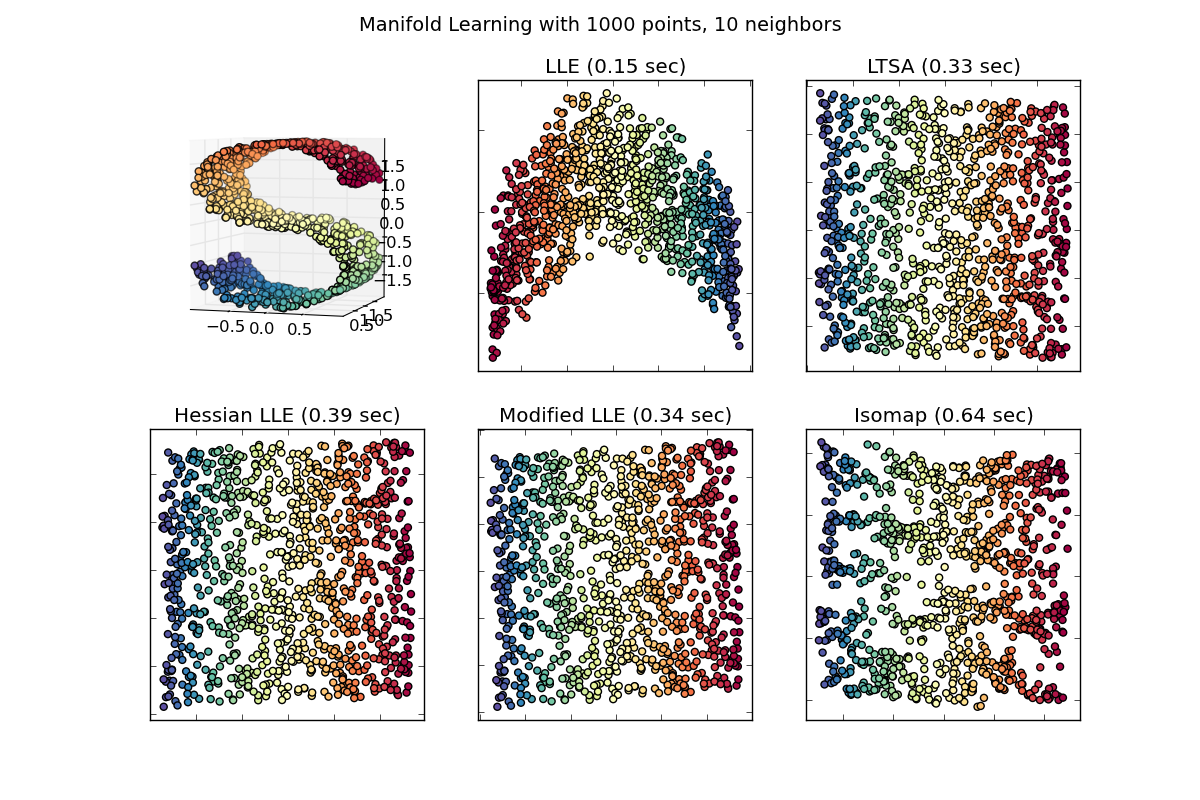 Manifold Learning with 1000 points, 10 neighbors
LLE (0.15 sec)
LTSA (0.33 sec)
1.5
1.0
0.5
0.0
−0.5
−1.0
−1.5
−0.5 0.0 0.5
Hessian LLE (0.39 sec)
Modified LLE (0.34 sec)
Isomap (0.64 sec)